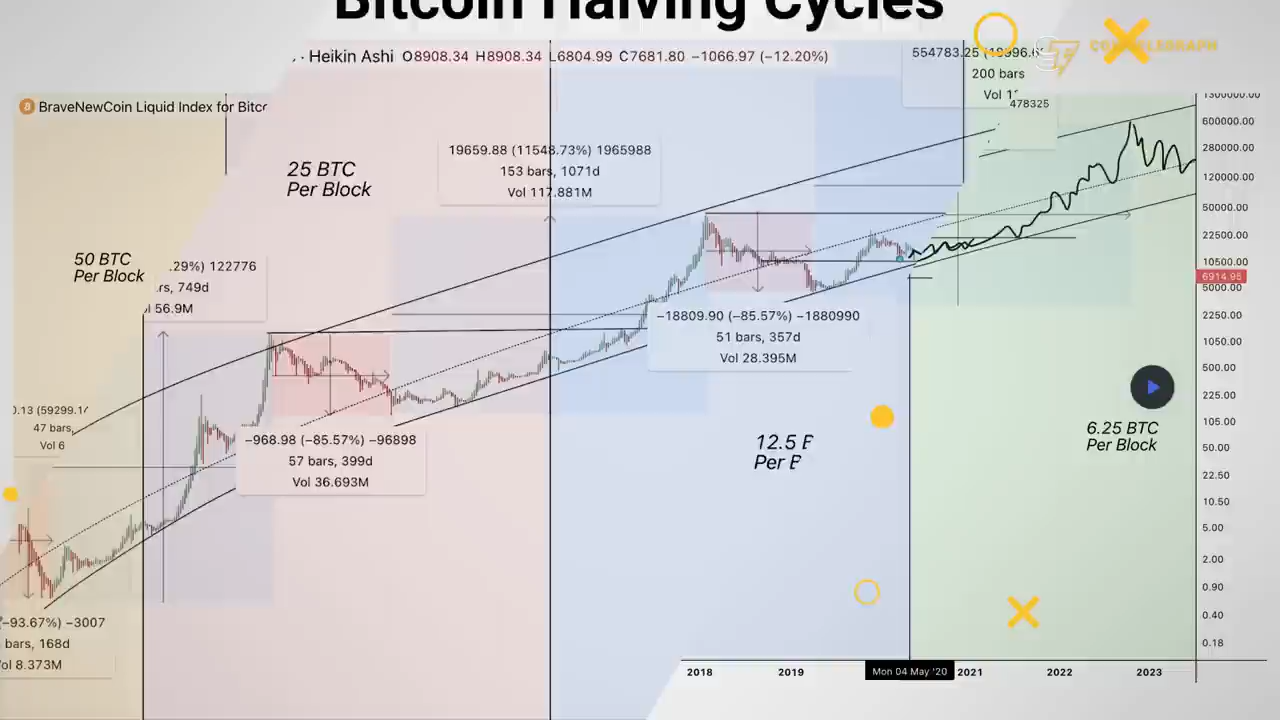 Bitcoin Halving Cycles
Heikin Ashi O8908.34 H8908.34 L6804.99 C7681.80 −1066.97 (−12.20%)
BraveNewCoin Liquid Index for Bitc
25 BTC
Per Block
50 BTC
Per Block
19659.88 (11548.73%) 1965988
153 bars, 1071d
Vol 117.881M
.29%) 122776
749d
56.9M
200 bars
478325
−18809.90 (−85.57%) −1880990
51 bars, 357d
Vol 28.395M
−968.98 (−85.57%) −96898
57 bars, 399d
Vol 36.693M
47 bars,
Vol 6
−93.67%) −3007
bars, 168d
ol 8.373M
12.5
Per
6.25 BTC
Per Block
1300000.00
600000.00
280000.00
120000.00
50000.00
22500.00
10500.00
6914.95
5000.00
2250.00
1050.00
500.00
225.00
105.00
50.00
22.50
10.50
5.00
2.00
0.90
0.40
0.18
2018 2019 Mon 04 May '20 2021 2022 2023